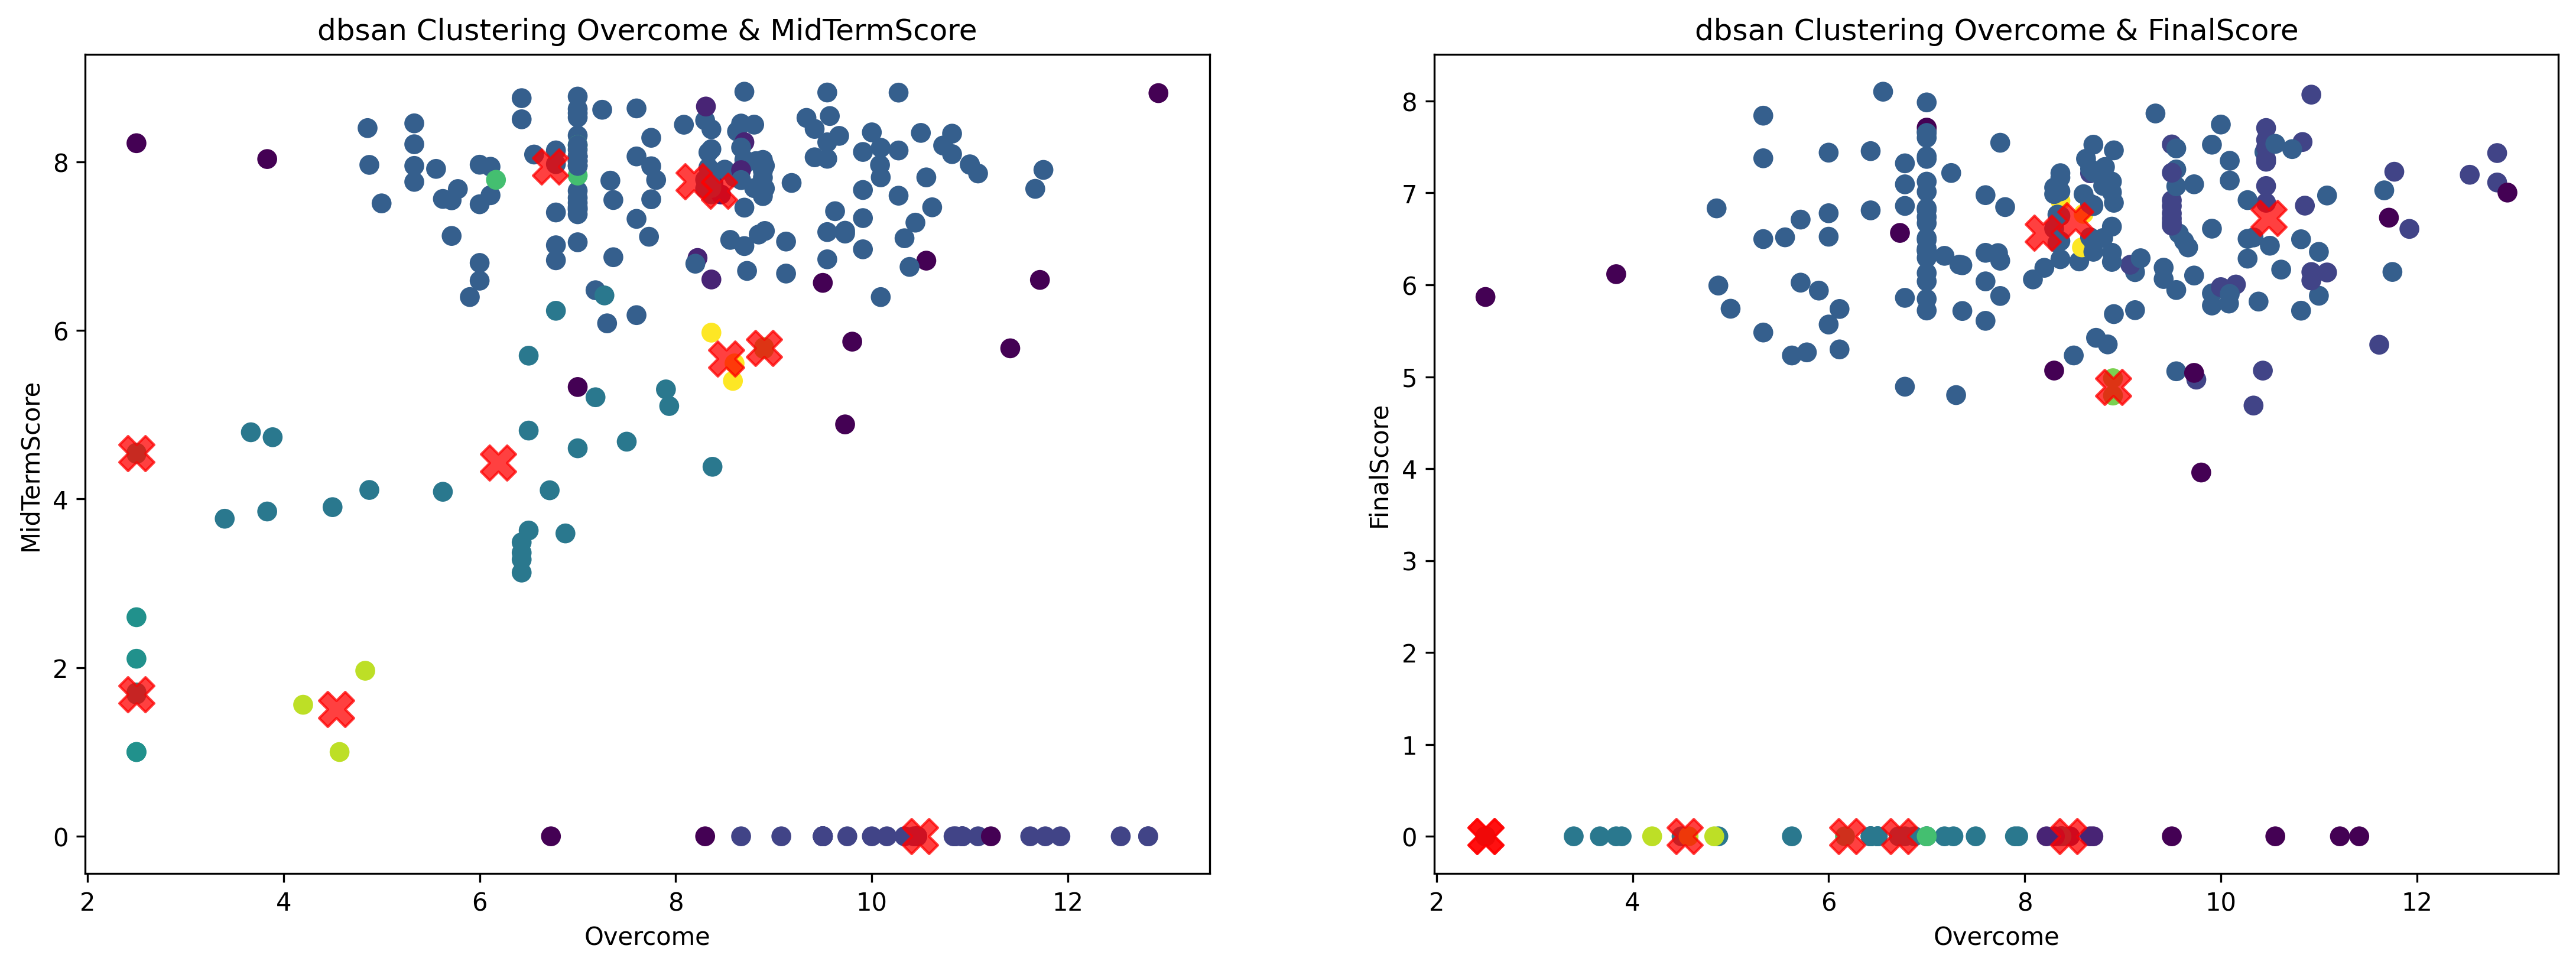 dbsan Clustering Overcome & MidTermScore
MidTermScore
8
6
4
2
0
2 4 6 8 10 12
Overcome
dbsan Clustering Overcome & FinalScore
FinalScore
8
7
6
5
4
3
2
1
0
2 4 6 8 10 12
Overcome